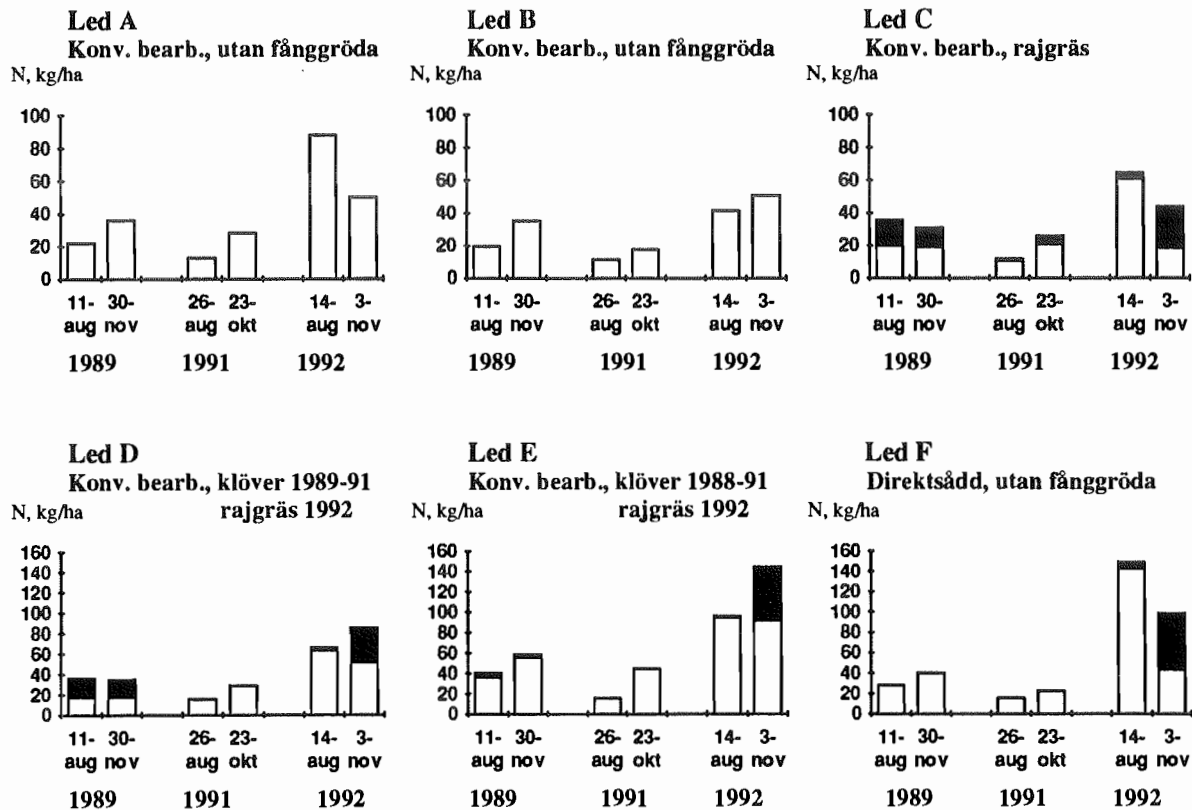 Led A
Konv. bearb., utan fånggröda
N, kg/ha
100
80
60
40
20
0
11- 30- 26- 23- 14- 3-
aug nov aug okt aug nov
1989 1991 1992
Led B
Konv. bearb., utan fånggröda
N, kg/ha
100
80
60
40
20
0
11- 30- 26- 23- 14- 3-
aug nov aug okt aug nov
1989 1991 1992
Led C
Konv. bearb., rajgräs
N, kg/ha
100
80
60
40
20
0
11- 30- 26- 23- 14- 3-
aug nov aug okt aug nov
1989 1991 1992
Led D
Konv. bearb., klöver 1989-91
rajgräs 1992
N, kg/ha
160
140
120
100
80
60
40
20
0
11- 30- 26- 23- 14- 3-
aug nov aug okt aug nov
1989 1991 1992
Led E
Konv. bearb., klöver 1988-91
rajgräs 1992
N, kg/ha
160
140
120
100
80
60
40
20
0
11- 30- 26- 23- 14- 3-
aug nov aug okt aug nov
1989 1991 1992
Led F
Direktsådd, utan fånggröda
N, kg/ha
160
140
120
100
80
60
40
20
0
11- 30- 26- 23- 14- 3-
aug nov aug okt aug nov
1989 1991 1992